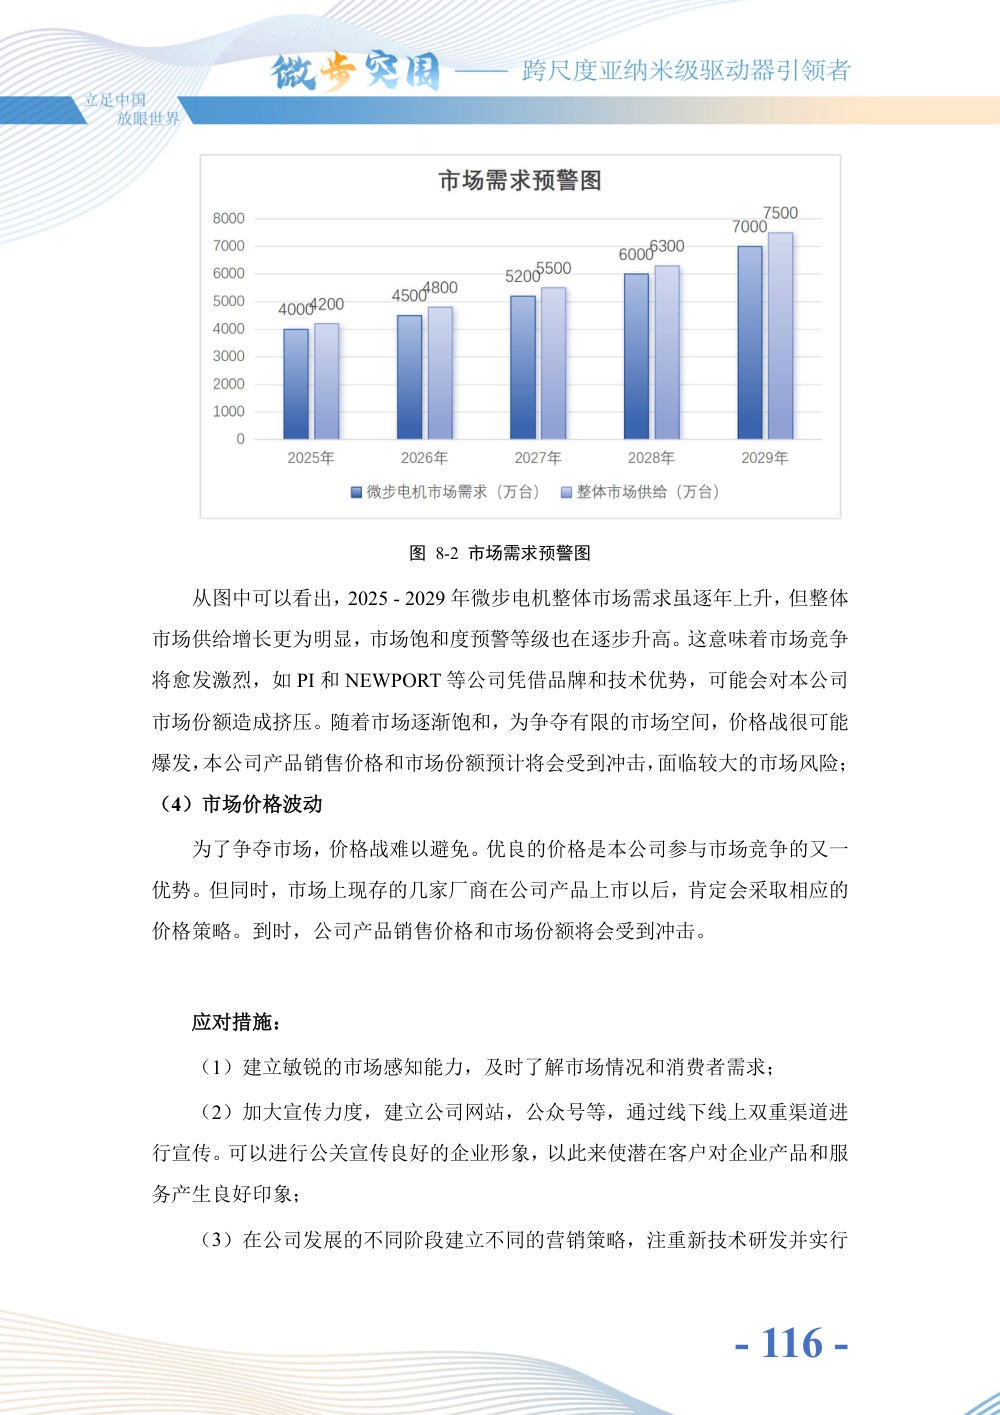 微步突围 —— 跨尺度亚纳米级驱动器引领者
立足中国
放眼世界
市场需求预警图
8000
7000
6000
5000
4000
3000
2000
1000
0
4000 4200
4500 4800
5200 5500
6000 6300
7000 7500
2025年 2026年 2027年 2028年 2029年
微步电机市场需求（万台） 整体市场供给（万台）
图 8-2 市场需求预警图
从图中可以看出，2025 - 2029 年微步电机整体市场需求虽逐年上升，但整体
市场供给增长更为明显，市场饱和度预警等级也在逐步升高。这意味着市场竞争
将愈发激烈，如 PI 和 NEWPORT 等公司凭借品牌和技术优势，可能会对本公司
市场份额造成挤压。随着市场逐渐饱和，为争夺有限的市场空间，价格战很可能
爆发，本公司产品销售价格和市场份额预计将会受到冲击，面临较大的市场风险；
（4）市场价格波动
为了争夺市场，价格战难以避免。优良的价格是本公司参与市场竞争的又一
优势。但同时，市场上现存的几家厂商在公司产品上市以后，肯定会采取相应的
价格策略。到时，公司产品销售价格和市场份额将会受到冲击。
应对措施：
（1）建立敏锐的市场感知能力，及时了解市场情况和消费者需求；
（2）加大宣传力度，建立公司网站，公众号等，通过线下线上双重渠道进
行宣传。可以进行公关宣传良好的企业形象，以此来使潜在客户对企业产品和服
务产生良好印象；
（3）在公司发展的不同阶段建立不同的营销策略，注重新技术研发并实行
- 116 -